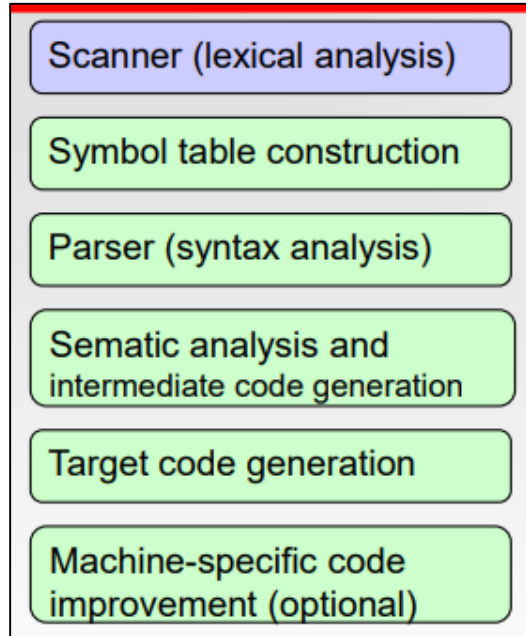 Scanner (lexical analysis)
Symbol table construction
Parser (syntax analysis)
Sematic analysis and
intermediate code generation
Target code generation
Machine-specific code
improvement (optional)